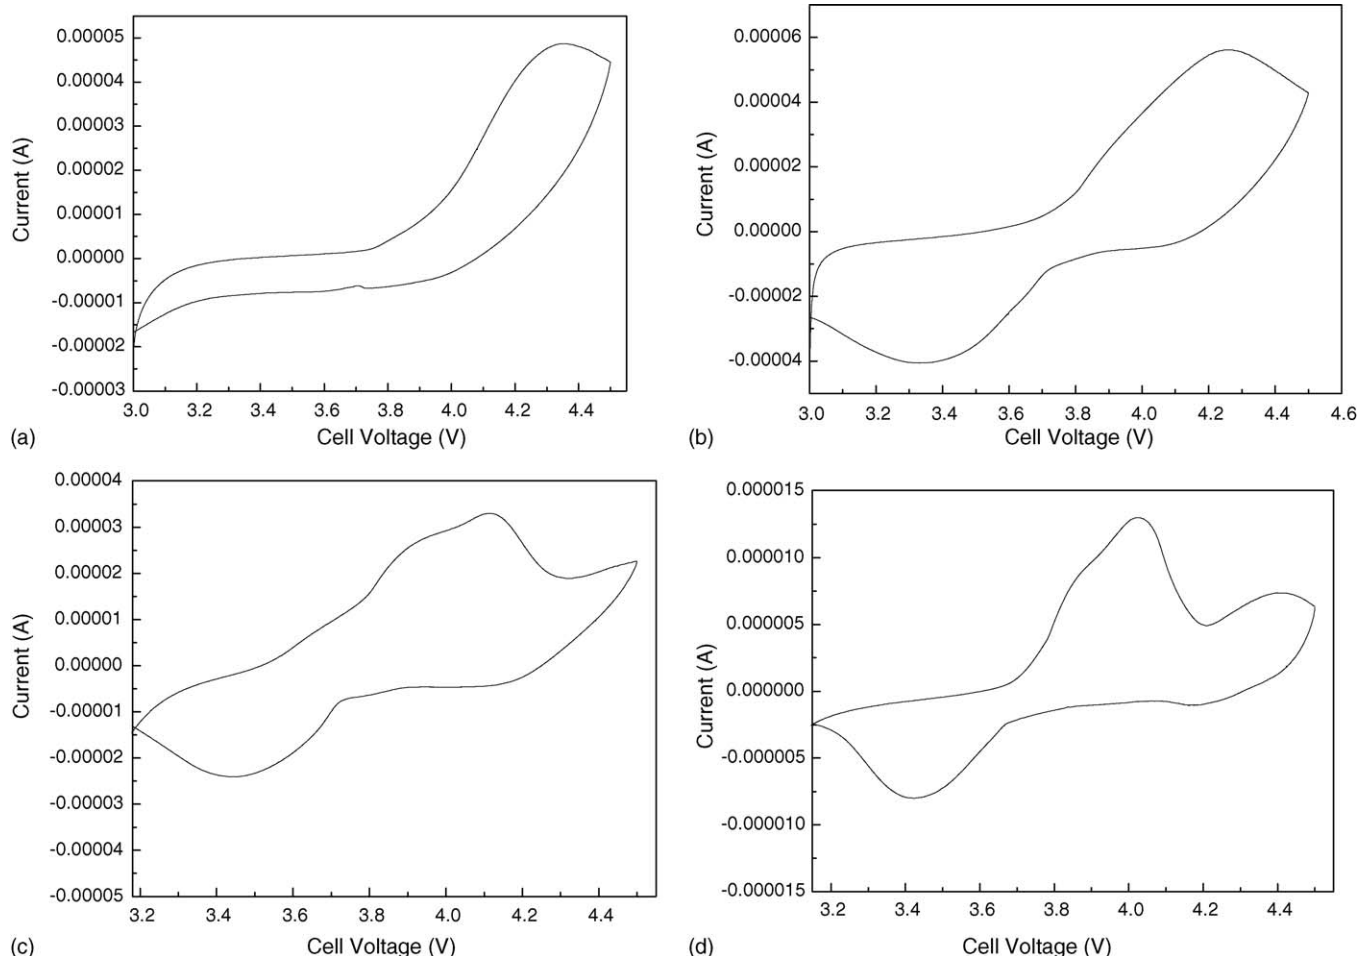 0.00005
0.00004
0.00003
0.00002
0.00001
0.00000
-0.00001
-0.00002
-0.00003
Current (A)
3.0 3.2 3.4 3.6 3.8 4.0 4.2 4.4
(a) Cell Voltage (V)
0.00006
0.00004
0.00002
0.00000
-0.00002
-0.00004
Current (A)
3.0 3.2 3.4 3.6 3.8 4.0 4.2 4.4 4.6
(b) Cell Voltage (V)
0.00004
0.00003
0.00002
0.00001
0.00000
-0.00001
-0.00002
-0.00003
-0.00004
-0.00005
Current (A)
3.2 3.4 3.6 3.8 4.0 4.2 4.4
(c) Cell Voltage (V)
0.000015
0.000010
0.000005
0.000000
-0.000005
-0.000010
-0.000015
Current (A)
3.2 3.4 3.6 3.8 4.0 4.2 4.4
(d) Cell Voltage (V)